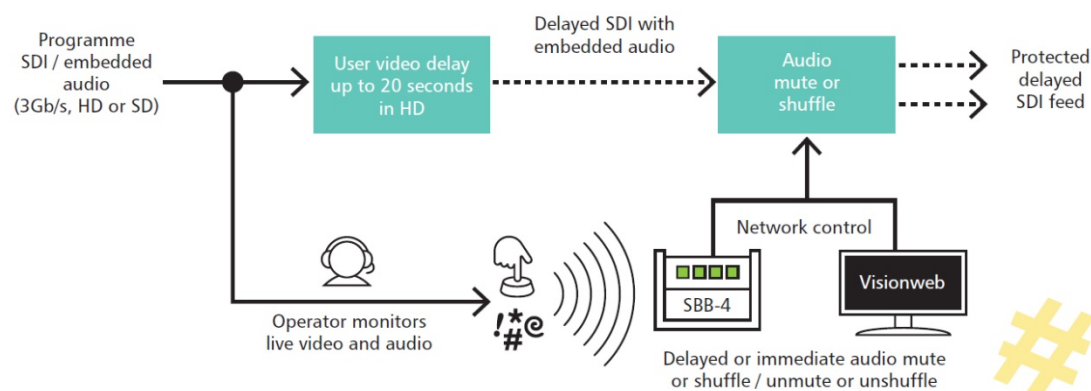 Programme
SDI / embedded
audio
(3Gb/s, HD or SD)
User video delay
up to 20 seconds
in HD
Delayed SDI with
embedded audio
Audio
mute or
shuffle
Protected
delayed
SDI feed
Network control
Operator monitors
live video and audio
!*@
#
SBB-4
Visionweb
Delayed or immediate audio mute
or shuffle / unmute or unshuffle
#